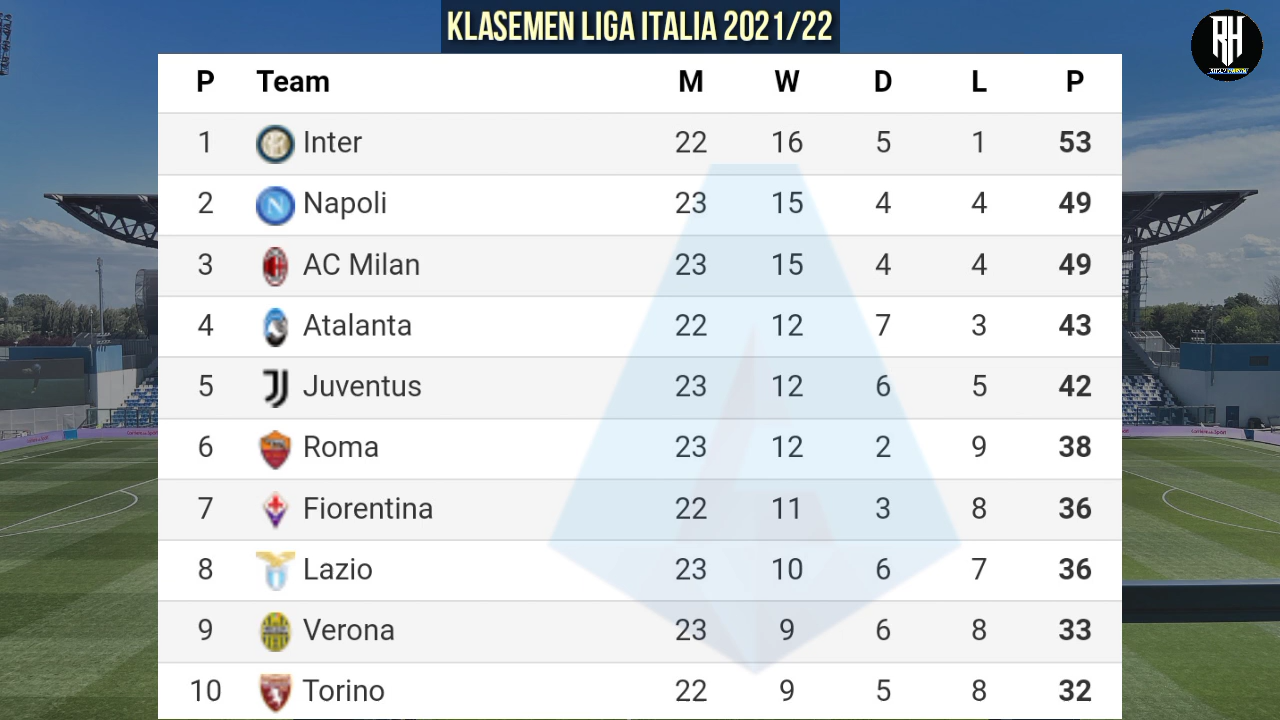 KLASEMEN LIGA ITALIA 2021/22
RH
P Team M W D L P
1 Inter 22 16 5 1 53
2 Napoli 23 15 4 4 49
3 AC Milan 23 15 4 4 49
4 Atalanta 22 12 7 3 43
5 Juventus 23 12 6 5 42
6 Roma 23 12 2 9 38
7 Fiorentina 22 11 3 8 36
8 Lazio 23 10 6 7 36
9 Verona 23 9 6 8 33
10 Torino 22 9 5 8 32